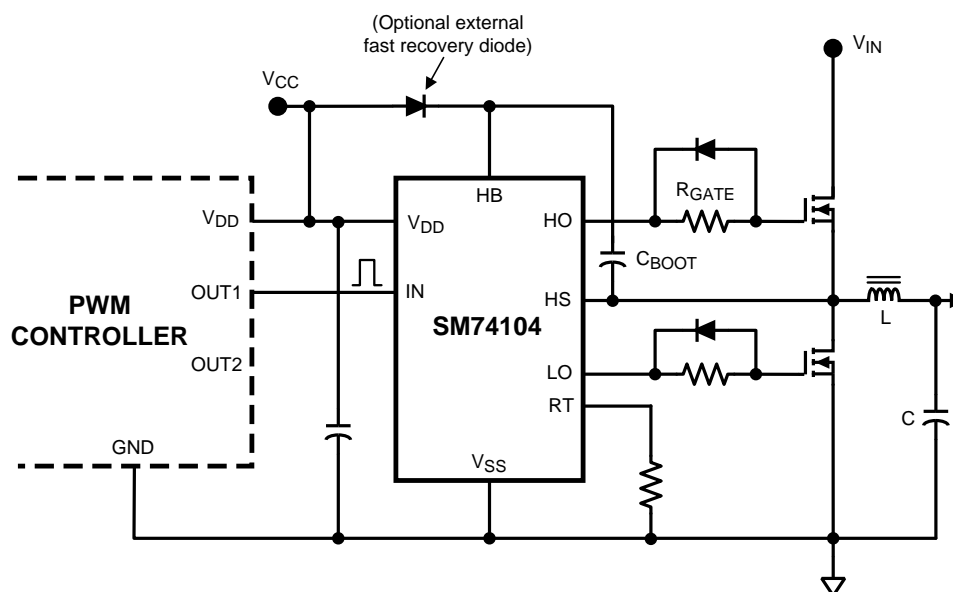 (Optional external
fast recovery diode)
VIN
VCC
HB
RGATE
VDD
VDD
HO
CBOOT
OUT1
IN
HS
PWM
CONTROLLER
SM74104
L
OUT2
LO
RT
C
GND
VSS